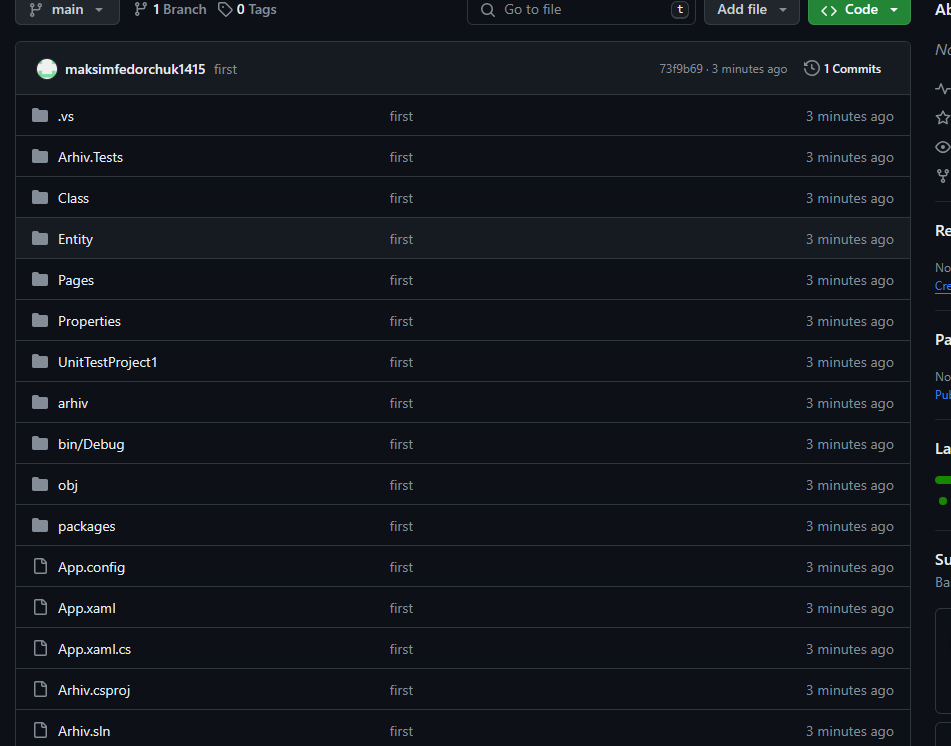 main 1 Branch 0 Tags Go to file t Add file Code Ab
No
maksimfedorchuk1415 first 73f9b69 · 3 minutes ago 1 Commits
.vs first 3 minutes ago
Arhiv.Tests first 3 minutes ago
Class first 3 minutes ago
Entity first 3 minutes ago
Pages first 3 minutes ago
Properties first 3 minutes ago
UnitTestProject1 first 3 minutes ago
arhiv first 3 minutes ago
bin/Debug first 3 minutes ago
obj first 3 minutes ago
packages first 3 minutes ago
App.config first 3 minutes ago
App.xaml first 3 minutes ago
App.xaml.cs first 3 minutes ago
Arhiv.csproj first 3 minutes ago
Arhiv.sln first 3 minutes ago
Re
No
Cre
Pa
No
Pub
La
Su
Ba